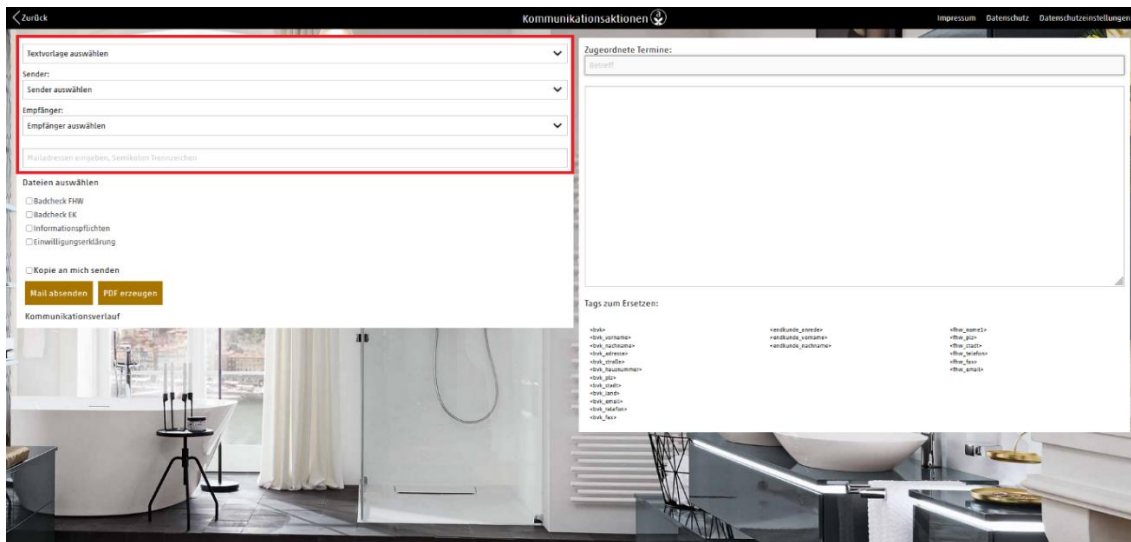 Zurück
Kommunikationsaktionen
Impressum Datenschutz Datenschutzeinstellungen
Textvorlage auswählen
Sender:
Sender auswählen
Empfänger:
Empfänger auswählen
Mailadressen eingeben, Semikolon Trennzeichen
Dateien auswählen
Badcheck FHW
Badcheck EK
Informationspflichten
Einwilligungserklärung
Kopie an mich senden
Mail absenden PDF erzeugen
Kommunikationsverlauf
Zugeordnete Termine:
Betreff
Tags zum Ersetzen:
<bvk>
<bvk_vorname>
<bvk_nachname>
<bvk_adresse>
<bvk_straße>
<bvk_hausnummer>
<bvk_plz>
<bvk_stadt>
<bvk_land>
<bvk_email>
<bvk_telefon>
<bvk_fax>
<endkunde_anrede>
<endkunde_vorname>
<endkunde_nachname>
<fhw_name1>
<fhw_plz>
<fhw_stadt>
<fhw_telefon>
<fhw_fax>
<fhw_email>